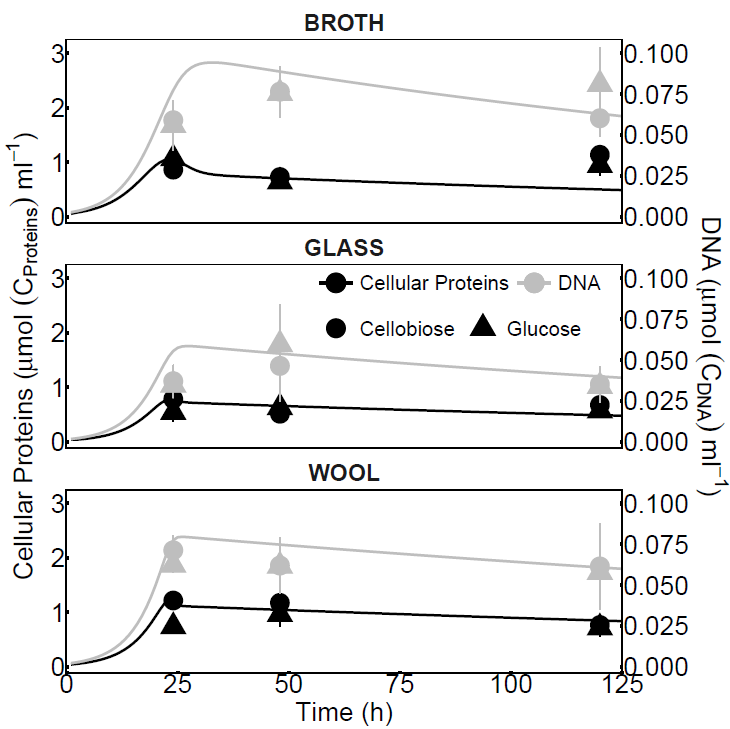 BROTH
3
2
1
0
0.100
0.075
0.050
0.025
0.000
GLASS
3
2
1
0
0.100
0.075
0.050
0.025
0.000
Cellular Proteins
DNA
Cellobiose
Glucose
WOOL
3
2
1
0
0.100
0.075
0.050
0.025
0.000
0 25 50 75 100 125
Time (h)
Cellular Proteins (µmol (C_Proteins) ml⁻¹
DNA (µmol (C_DNA) ml⁻¹